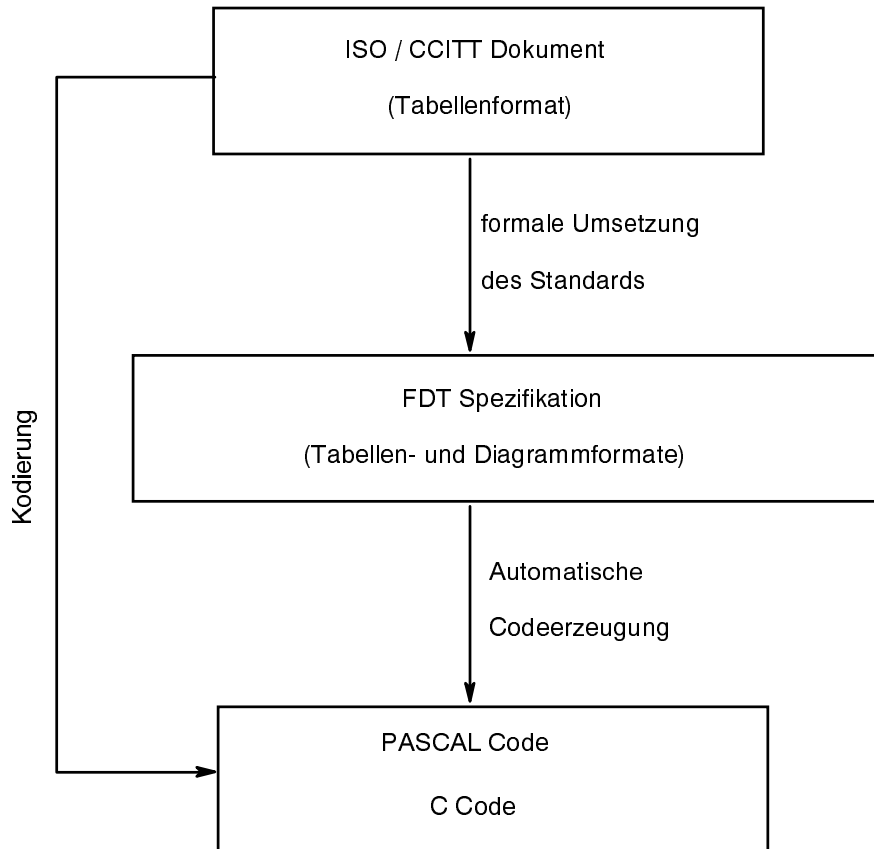 ISO / CCITT Dokument
(Tabellenformat)
formale Umsetzung
des Standards
FDT Spezifikation
(Tabellen- und Diagrammformate)
Kodierung
Automatische
Codeerzeugung
PASCAL Code
C Code